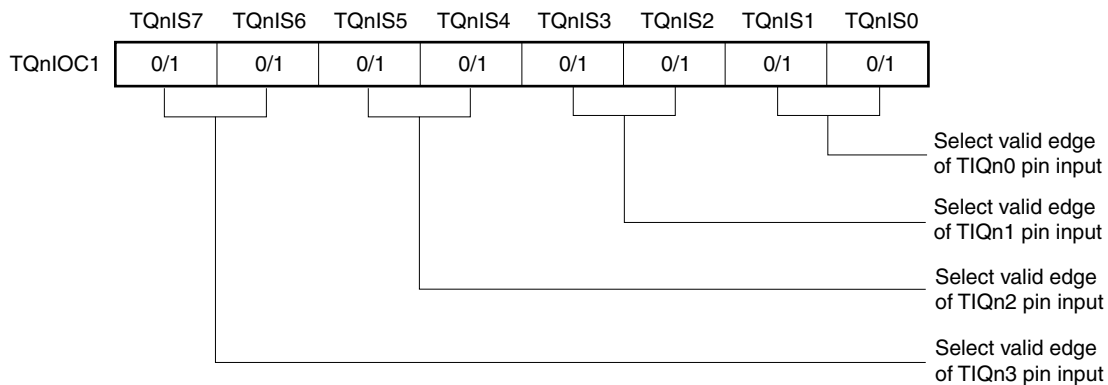 TQnIS7 TQnIS6 TQnIS5 TQnIS4 TQnIS3 TQnIS2 TQnIS1 TQnIS0
TQnIOC1 0/1 0/1 0/1 0/1 0/1 0/1 0/1 0/1
Select valid edge
of TIQn0 pin input
Select valid edge
of TIQn1 pin input
Select valid edge
of TIQn2 pin input
Select valid edge
of TIQn3 pin input